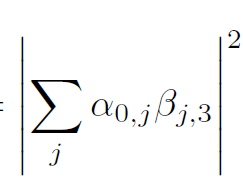 = |∑_j α_{0,j} β_{j,3}|^2